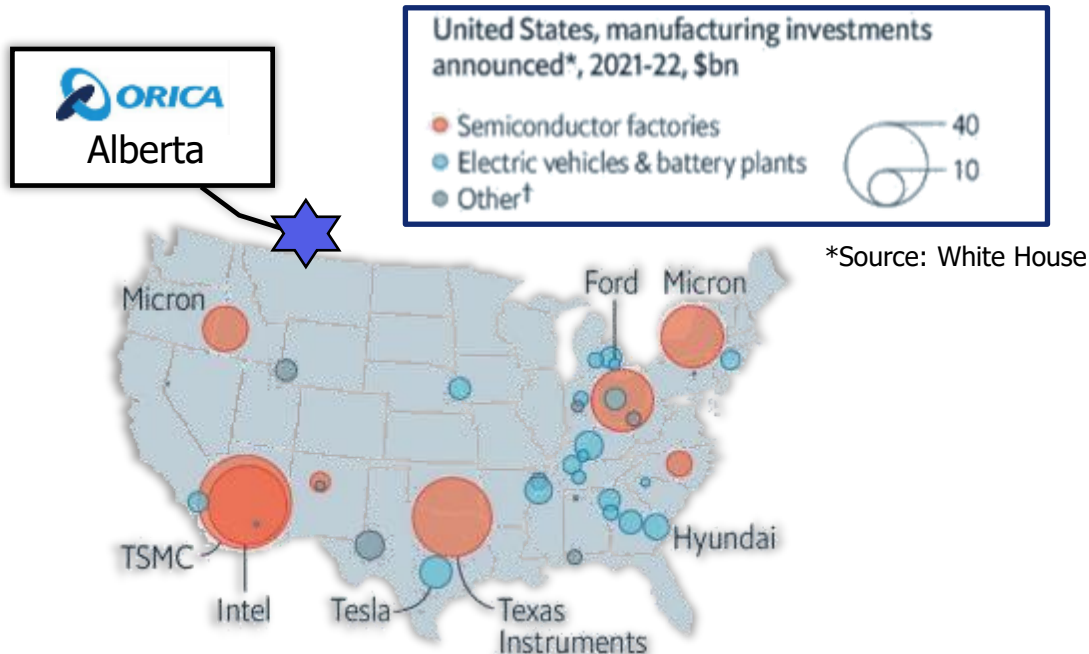 United States, manufacturing investments
announced*, 2021-22, $bn
Semiconductor factories
Electric vehicles & battery plants
Other†
40
10
ORICA
Alberta
*Source: White House
Ford
Micron
Micron
Hyundai
TSMC
Intel
Tesla
Texas
Instruments